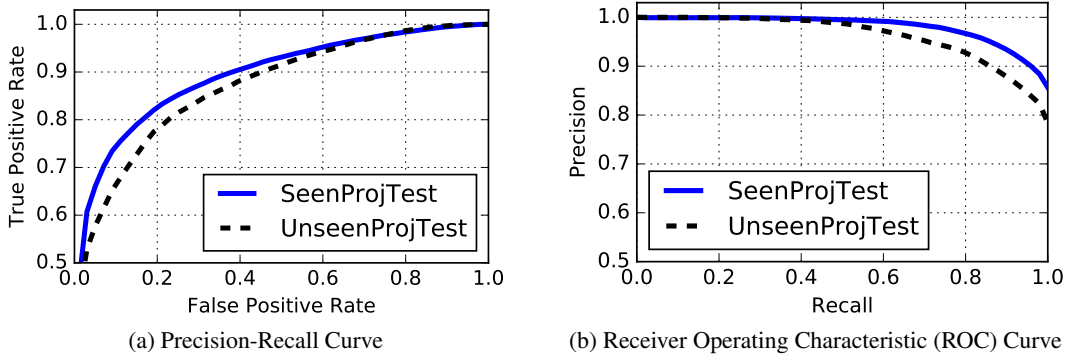 True Positive Rate
1.0
0.9
0.8
0.7
0.6
0.5
0.0 0.2 0.4 0.6 0.8 1.0
False Positive Rate
SeenProjTest
UnseenProjTest
(a) Precision-Recall Curve
Precision
1.0
0.9
0.8
0.7
0.6
0.5
0.0 0.2 0.4 0.6 0.8 1.0
Recall
SeenProjTest
UnseenProjTest
(b) Receiver Operating Characteristic (ROC) Curve